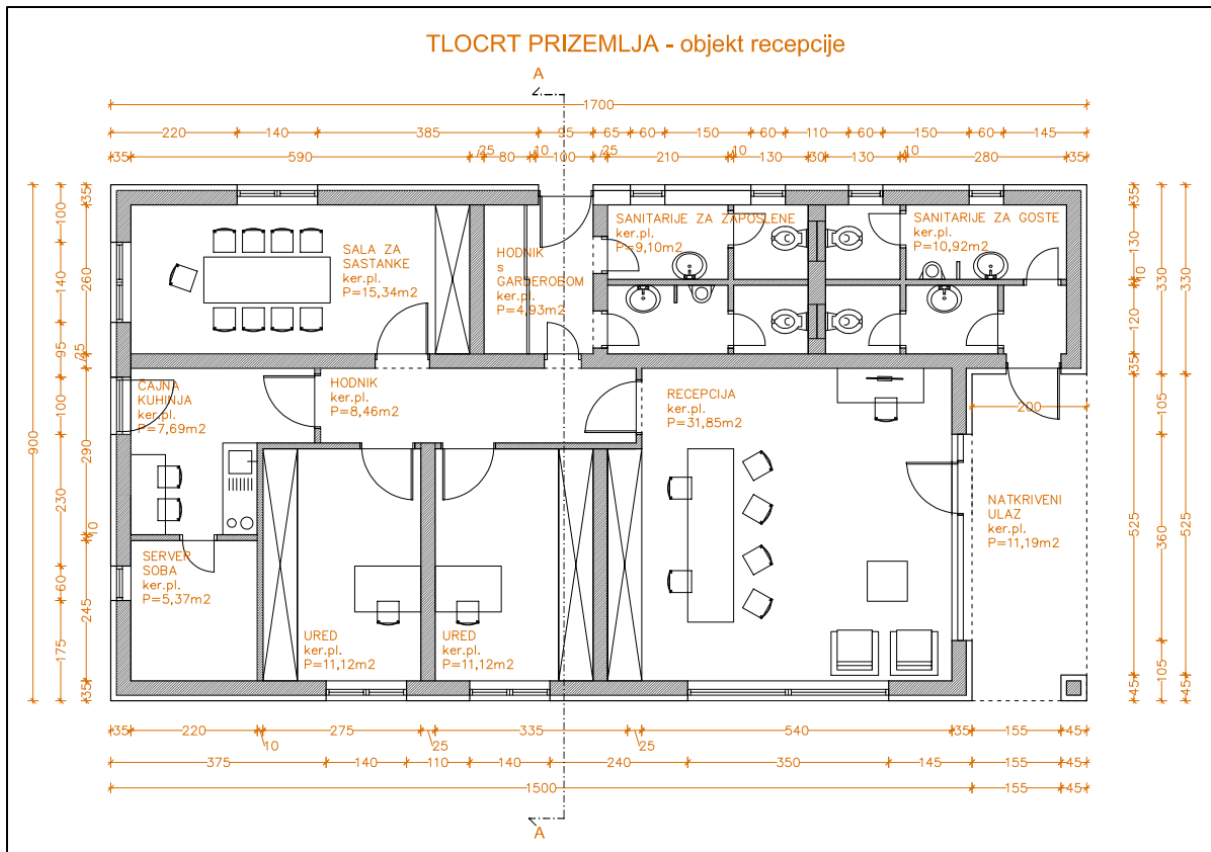 TLOCRT PRIZEMLJA - objekt recepcije
A
1700
220 140 385 95 65 60 150 60 110 60 150 60 145
35 590 25 80 10 100 25 210 10 130 30 130 10 280 35
SALA ZA
SASTANKE
ker.pl.
P=15,34m2
HODNIK
s
GARDEROBOM
ker.pl.
P=4,93m2
SANITARIJE ZA ZAPOSLENE
ker.pl.
P=9,10m2
SANITARIJE ZA GOSTE
ker.pl.
P=10,92m2
ČAJNA
KUHINJA
ker.pl.
P=7,69m2
HODNIK
ker.pl.
P=8,46m2
RECEPCIJA
ker.pl.
P=31,85m2
NATKRIVENI
ULAZ
ker.pl.
P=11,19m2
SERVER
SOBA
ker.pl.
P=5,37m2
URED
ker.pl.
P=11,12m2
URED
ker.pl.
P=11,12m2
900
100 140 95 100 230 60 175
35 260 25 290 10 245 35
200
35 130 10 120 35 525 45
330 105 360 105
330 525 45
35 220 10 275 25 335 25 540 35
375 140 110 140 240 350 145 155 45
1500 155 45
A